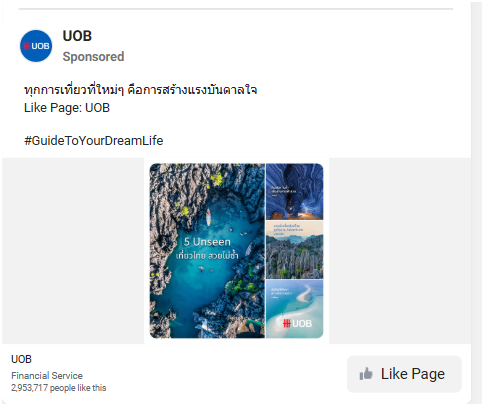 UOB
UOB
Sponsored
ทุกการเที่ยวที่ใหม่ๆ คือการสร้างแรงบันดาลใจ
Like Page: UOB
#GuideToYourDreamLife
5 Unseen
เที่ยวไทย สวยไม่ซ้ำ
UOB
UOB
Financial Service
2,953,717 people like this
Like Page